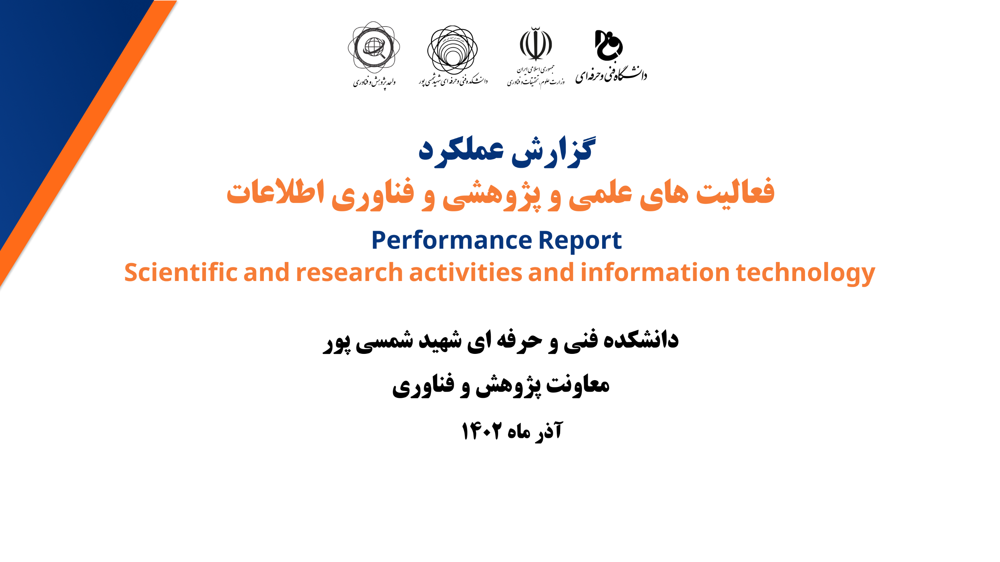 دانشگاه فنی و حرفه ای
جمهوری اسلامی ایران
وزارت علوم، تحقیقات و فناوری
دانشکده فنی و حرفه ای شهید شمسی پور
واحد پژوهش و فناوری
گزارش عملکرد
فعالیت های علمی و پژوهشی و فناوری اطلاعات
Performance Report
Scientific and research activities and information technology
دانشکده فنی و حرفه ای شهید شمسی پور
معاونت پژوهش و فناوری
آذر ماه ۱۴۰۲